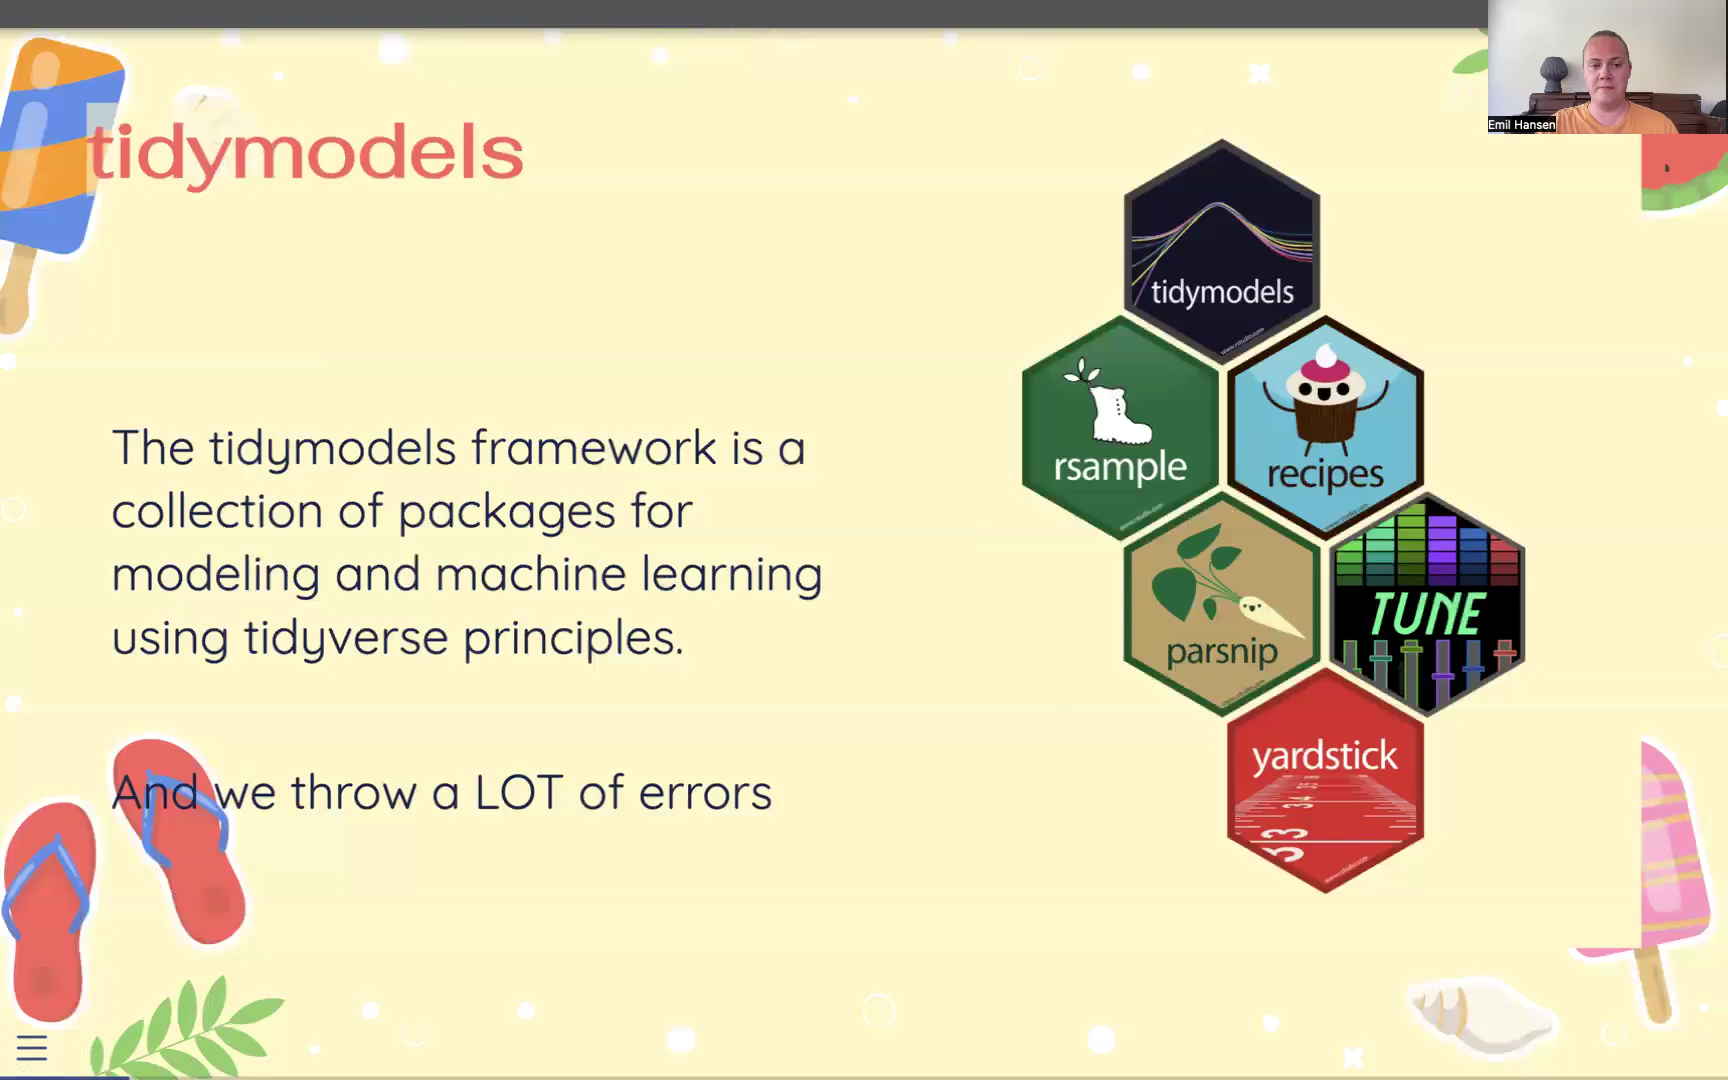 Emil Hansen
tidymodels
The tidymodels framework is a
collection of packages for
modeling and machine learning
using tidyverse principles.
And we throw a LOT of errors
tidymodels
rsample
recipes
parsnip
TUNE
yardstick